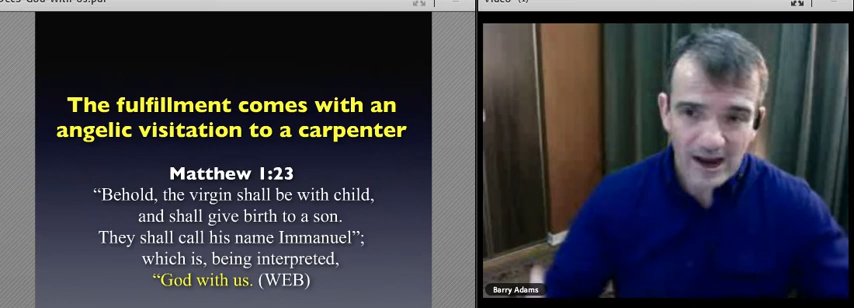 The fulfillment comes with an
angelic visitation to a carpenter
Matthew 1:23
“Behold, the virgin shall be with child,
and shall give birth to a son.
They shall call his name Immanuel”;
which is, being interpreted,
“God with us. (WEB)
Barry Adams